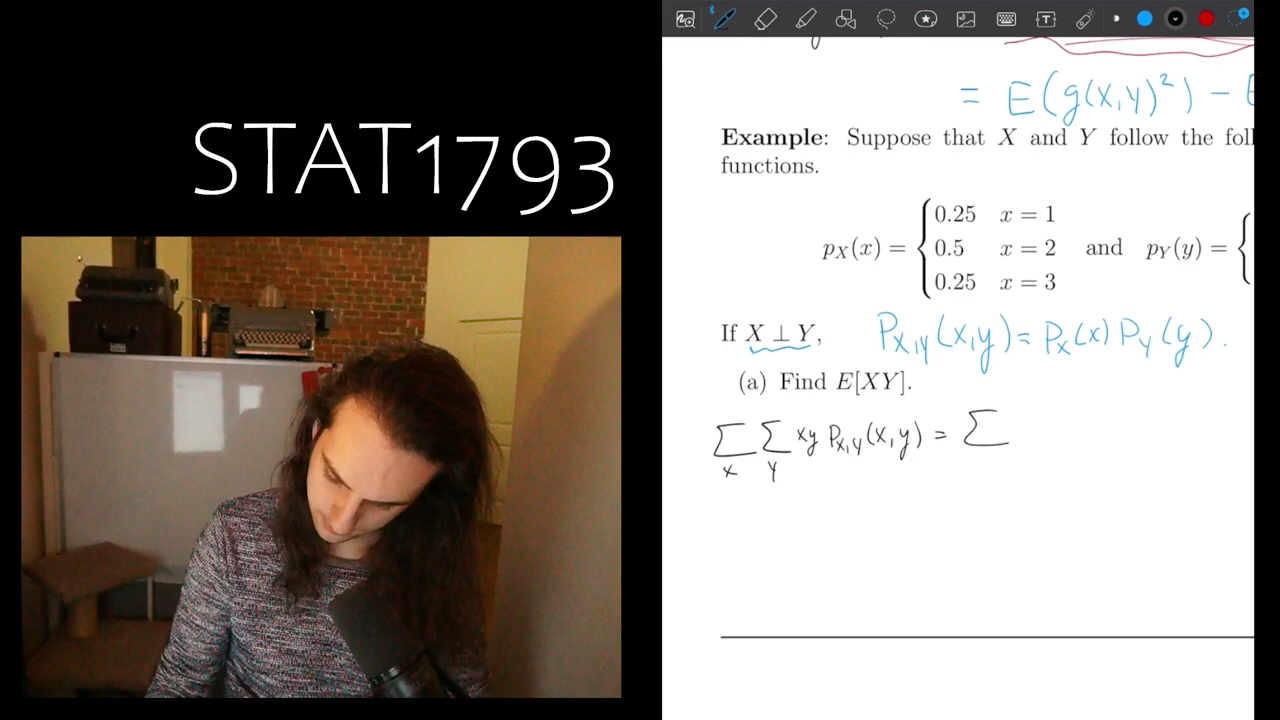 STAT1793
= E(g(x,y)²) -
Example: Suppose that X and Y follow the
functions.
p_X(x) = { 0.25 x = 1
0.5 x = 2 and p_Y(y) = {
0.25 x = 3
If X ⊥ Y, P_{X,Y}(x,y) = P_X(x) P_Y(y).
(a) Find E[XY].
∑_x ∑_y xy P_{X,Y}(x,y) = ∑